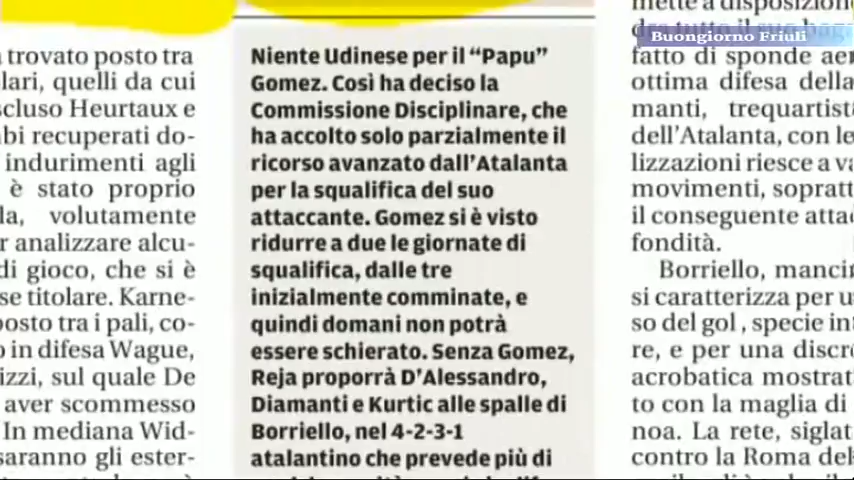 trovato posto tra
lari, quelli da cui
scluso Heurtaux e
bi recuperati do-
indurimenti agli
è stato proprio
la, volutamente
r analizzare alcu-
di gioco, che si è
se titolare. Karne-
posto tra i pali, co-
o in difesa Wague,
izzi, sul quale De
aver scommesso
In mediana Wid-
saranno gli ester-
Niente Udinese per il “Papu”
Gomez. Così ha deciso la
Commissione Disciplinare, che
ha accolto solo parzialmente il
ricorso avanzato dall’Atalanta
per la squalifica del suo
attaccante. Gomez si è visto
ridurre a due le giornate di
squalifica, dalle tre
inizialmente comminate, e
quindi domani non potrà
essere schierato. Senza Gomez,
Reja proporrà D’Alessandro,
Diamanti e Kurtic alle spalle di
Borriello, nel 4-2-3-1
atalantino che prevede più di
mette a disposizion
Buongiorno Friuli
fatto di sponde aer
ottima difesa della
manti, trequartist
dell’Atalanta, con le
lizzazioni riesce a va
movimenti, sopratt
il conseguente atta
fondità.
Borriello, manci
si caratterizza per u
so del gol , specie in
re, e per una discr
acrobatica mostrat
to con la maglia di
noa. La rete, siglat
contro la Roma del